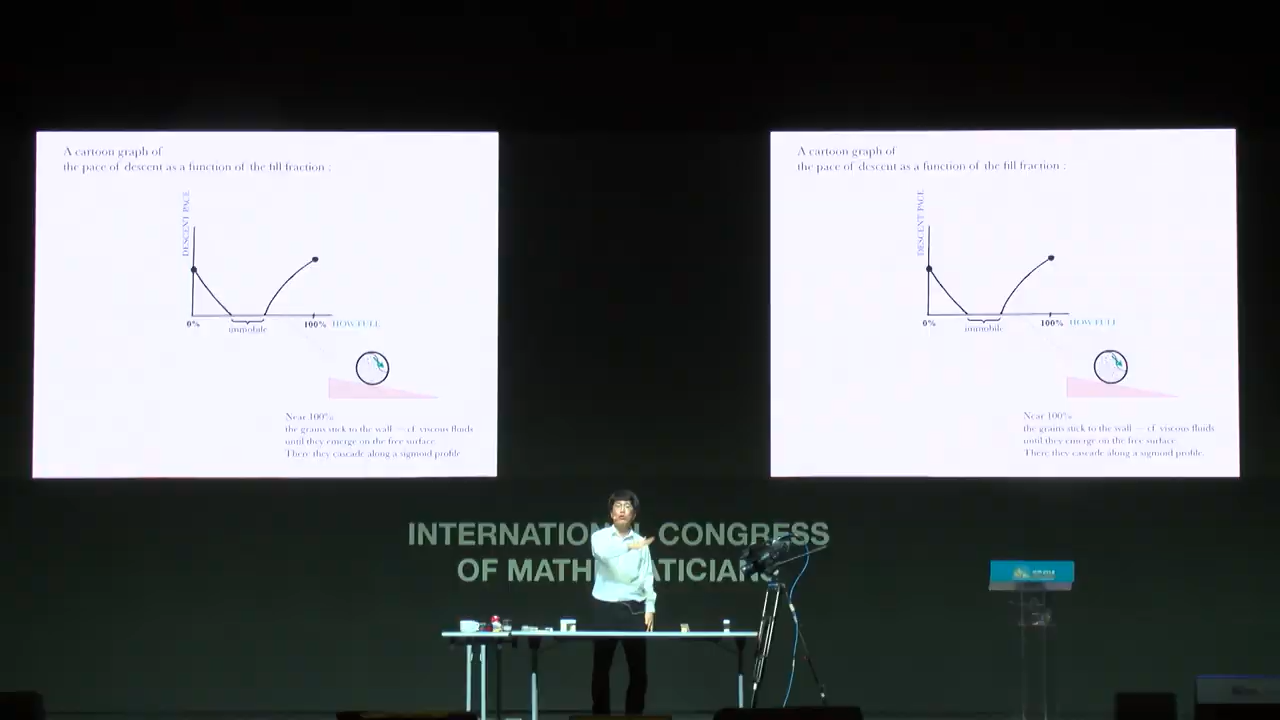 A cartoon graph of
the pace of descent as a function of the fill fraction :
DESCENT PACE
0%
immobile
100%
HOW FULL
Near 100%
the grains stick to the wall — cf. viscous fluids
until they emerge on the free surface.
There they cascade along a sigmoid profile.
A cartoon graph of
the pace of descent as a function of the fill fraction :
DESCENT PACE
0%
immobile
100%
HOW FULL
Near 100%
the grains stick to the wall — cf. viscous fluids
until they emerge on the free surface.
There they cascade along a sigmoid profile.
INTERNATIONAL CONGRESS
OF MATHEMATICIANS